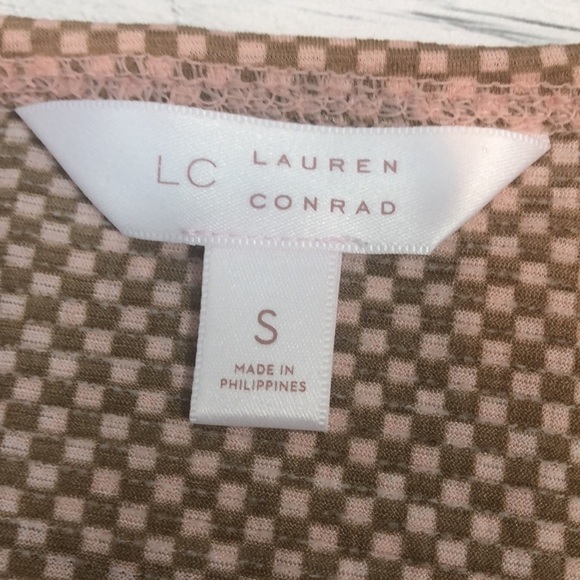 LC LAUREN
CONRAD
S
MADE IN
PHILIPPINES